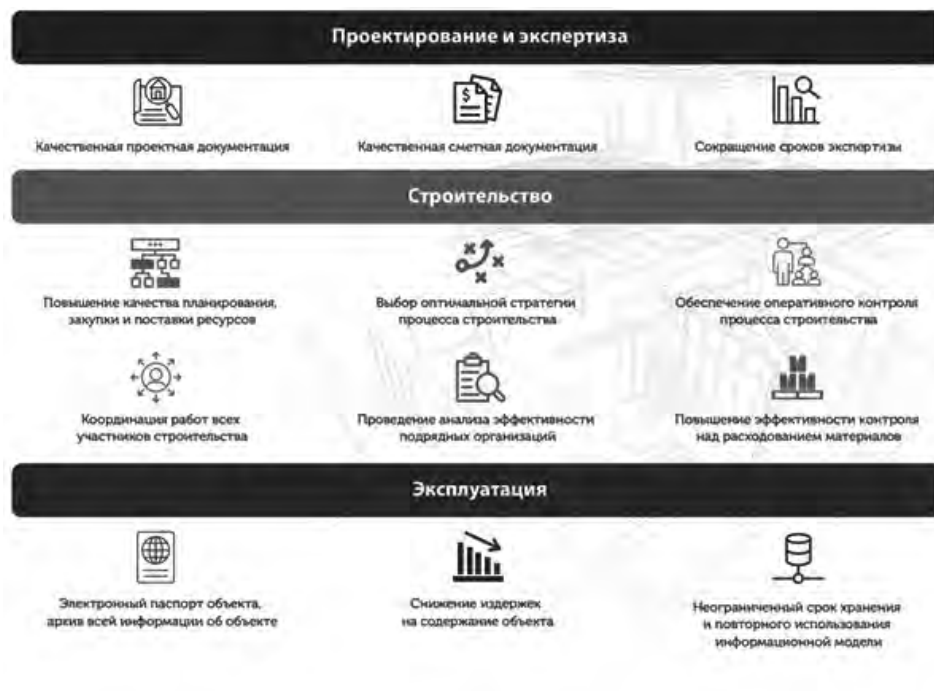 Проектирование и экспертиза
Качественная проектная документация
Качественная сметная документация
Сокращение сроков экспертизы
Строительство
Повышение качества планирования,
закупки и поставки ресурсов
Выбор оптимальной стратегии
процесса строительства
Обеспечение оперативного контроля
процесса строительства
Координация работ всех
участников строительства
Проведение анализа эффективности
подрядных организаций
Повышение эффективности контроля
над расходованием материалов
Эксплуатация
Электронный паспорт объекта,
архив всей информации об объекте
Снижение издержек
на содержание объекта
Неограниченный срок хранения
и повторного использования
информационной модели